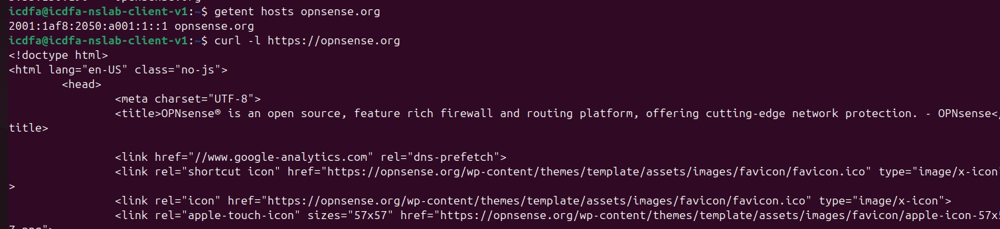 icdfa@icdfa-nslab-client-v1:~$ getent hosts opnsense.org
2001:1af8:2050:a001:1::1 opnsense.org
icdfa@icdfa-nslab-client-v1:~$ curl -l https://opnsense.org
<!doctype html>
<html lang="en-US" class="no-js">
<head>
<meta charset="UTF-8">
<title>OPNsense® is an open source, feature rich firewall and routing platform, offering cutting-edge network protection. - OPNsense</
title>
<link href="//www.google-analytics.com" rel="dns-prefetch">
<link rel="shortcut icon" href="https://opnsense.org/wp-content/themes/template/assets/images/favicon/favicon.ico" type="image/x-icon"
>
<link rel="icon" href="https://opnsense.org/wp-content/themes/template/assets/images/favicon/favicon.ico" type="image/x-icon">
<link rel="apple-touch-icon" sizes="57x57" href="https://opnsense.org/wp-content/themes/template/assets/images/favicon/apple-icon-57x5
7.png">